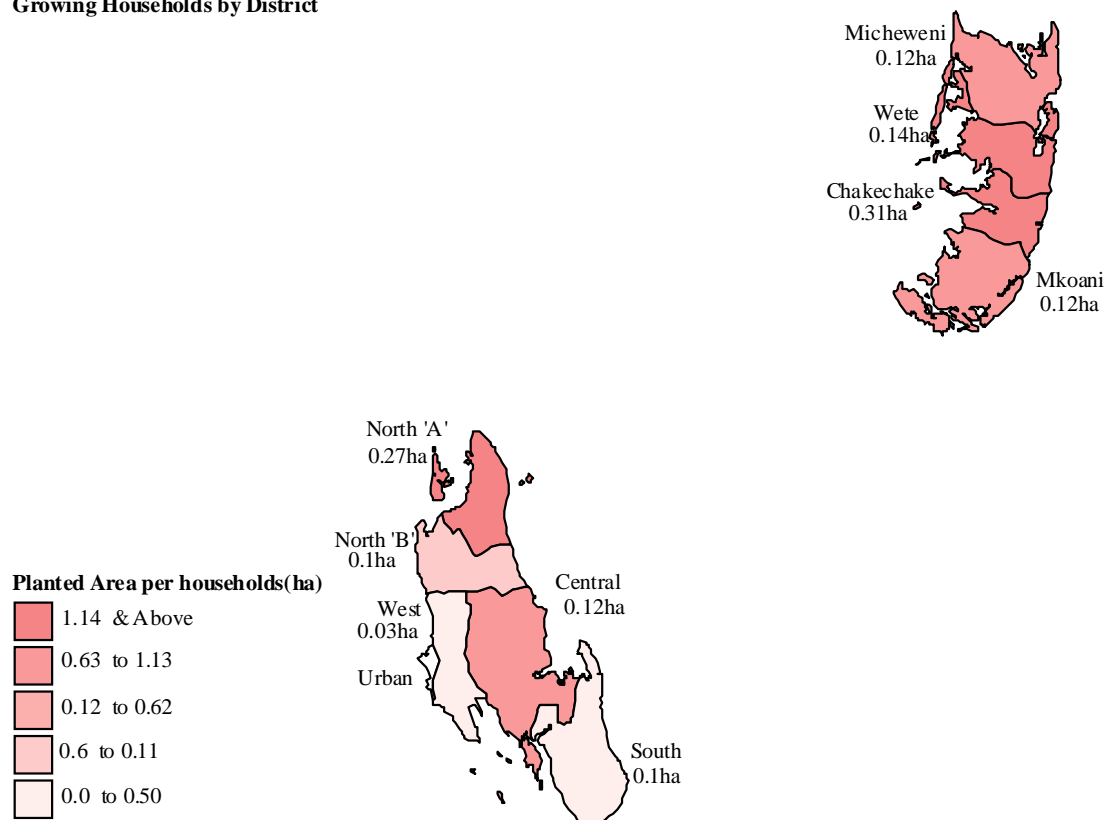 Growing Households by District
Micheweni
0.12ha
Wete
0.14ha
Chakechake
0.31ha
Mkoani
0.12ha
North 'A'
0.27ha
North 'B'
0.1ha
Central
0.12ha
West
0.03ha
Urban
South
0.1ha
Planted Area per households(ha)
1.14 & Above
0.63 to 1.13
0.12 to 0.62
0.6 to 0.11
0.0 to 0.50